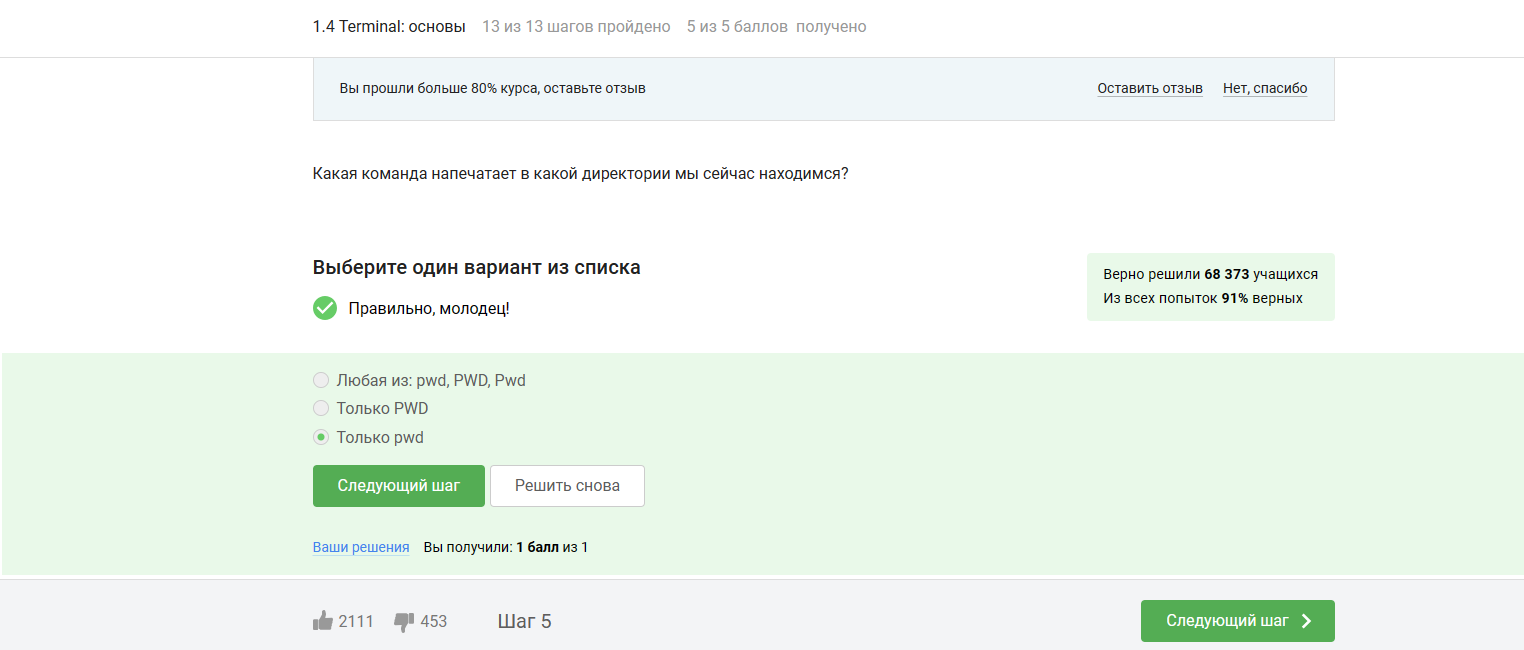 1.4 Terminal: основы 13 из 13 шагов пройдено 5 из 5 баллов получено
Вы прошли больше 80% курса, оставьте отзыв Оставить отзыв Нет, спасибо
Какая команда напечатает в какой директории мы сейчас находимся?
Выберите один вариант из списка
Правильно, молодец!
Верно решили 68 373 учащихся
Из всех попыток 91% верных
Любая из: pwd, PWD, Pwd
Только PWD
Только pwd
Следующий шаг Решить снова
Ваши решения Вы получили: 1 балл из 1
2111 453 Шаг 5 Следующий шаг